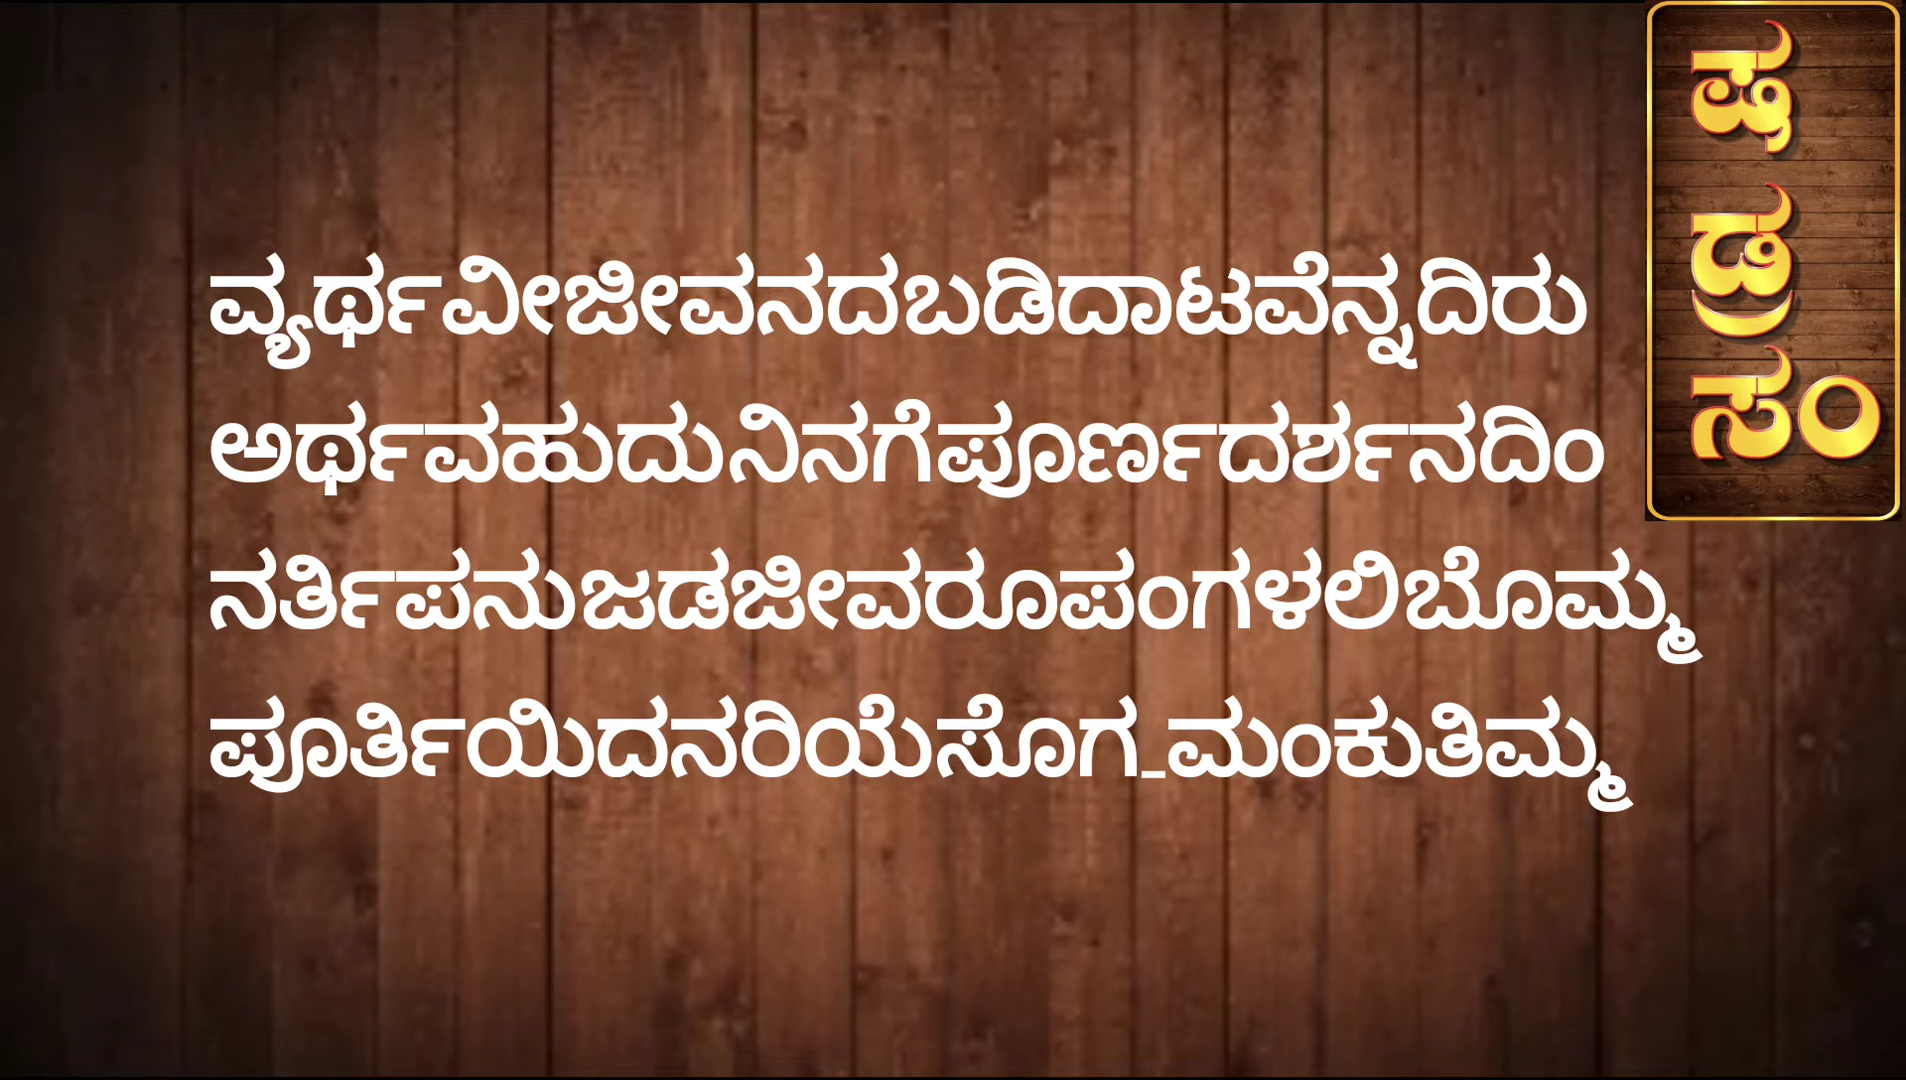 ವ್ಯರ್ಥವೀಜೀವನದಬಡಿದಾಟವೆನ್ನದಿರು
ಅರ್ಥವಹುದುನಿನಗೆಪೂರ್ಣದರ್ಶನದಿಂ
ನರ್ತಿಪನುಜಡಜೀವರೂಪಂಗಳಲಿಬೊಮ್ಮ
ಪೂರ್ತಿಯಿದನರಿಯೆಸೊಗ_ಮಂಕುತಿಮ್ಮ